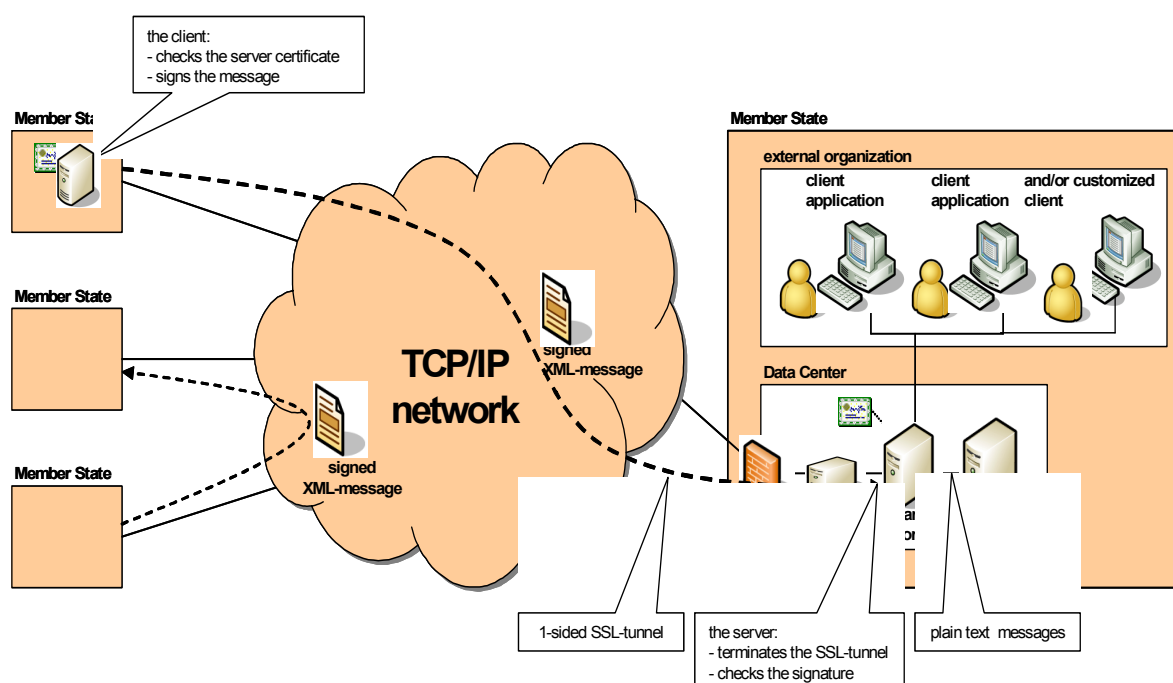 the client:
- checks the server certificate
- signs the message
Member
Member State
external organization
client
application
client
application
and/or customized
client
signed
XML-message
TCP/IP
network
Member State
Data Center
signed
XML-message
Member State
1-sided SSL-tunnel
the server:
- terminates the SSL-tunnel
- checks the signature
plain text messages